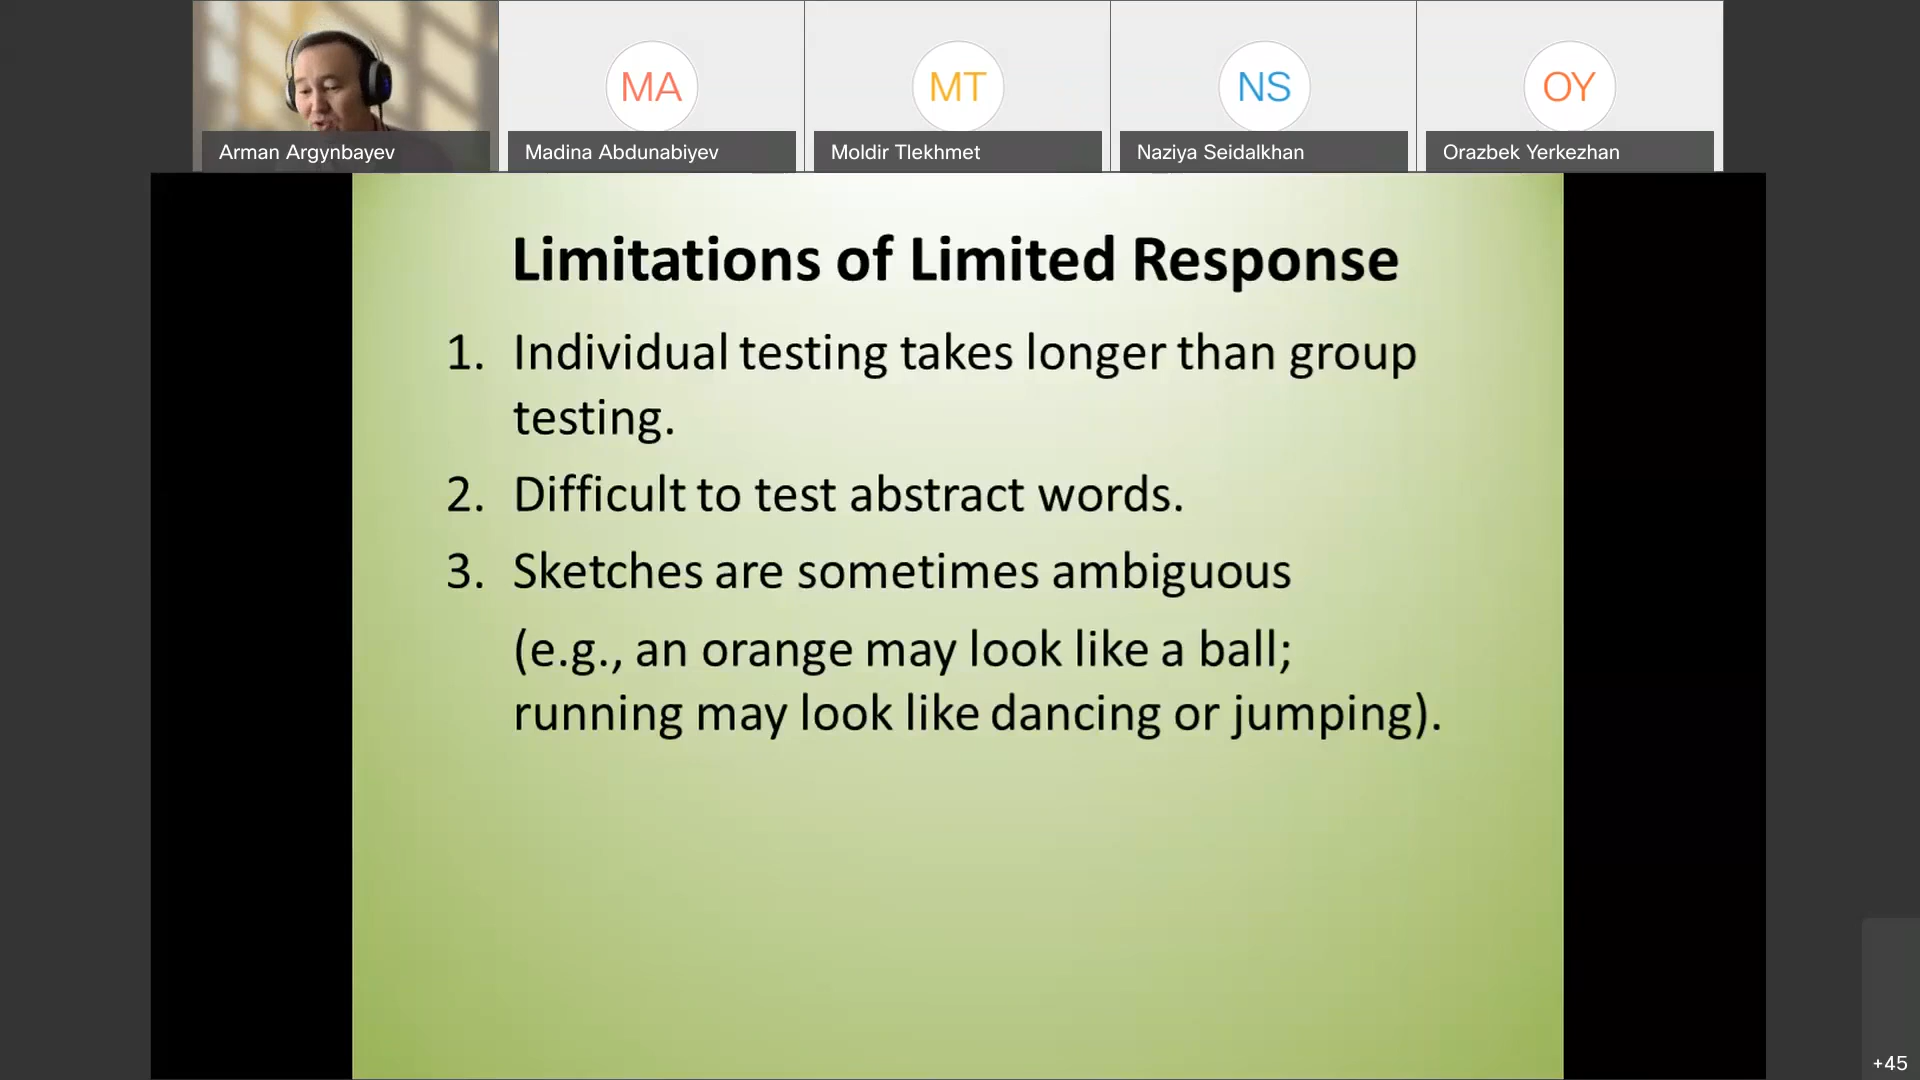 MA
MT
NS
OY
Arman Argynbayev
Madina Abdunabiyev
Moldir Tlekhmet
Naziya Seidalkhan
Orazbek Yerkezhan
Limitations of Limited Response
1. Individual testing takes longer than group
testing.
2. Difficult to test abstract words.
3. Sketches are sometimes ambiguous
(e.g., an orange may look like a ball;
running may look like dancing or jumping).
+45